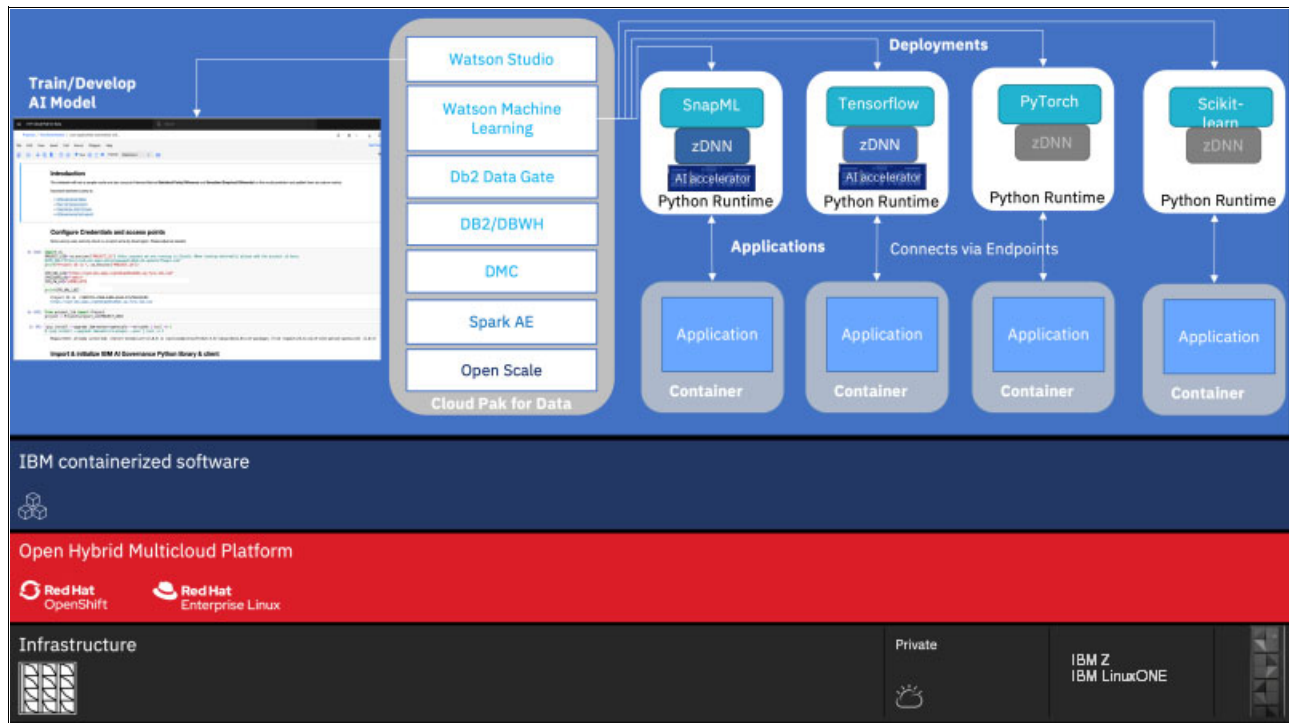 Train/Develop
AI Model
Introduction
Configure Credentials and access points
Import & initialize IBM AI Governance Python library & client
Watson Studio
Watson Machine
Learning
Db2 Data Gate
DB2/DBWH
DMC
Spark AE
Open Scale
Cloud Pak for Data
Deployments
SnapML
zDNN
AI accelerator
Python Runtime
Tensorflow
zDNN
AI accelerator
Python Runtime
PyTorch
zDNN
Python Runtime
Scikit-
learn
zDNN
Python Runtime
Applications
Connects via Endpoints
Application
Container
Application
Container
Application
Container
Application
Container
IBM containerized software
Open Hybrid Multicloud Platform
Red Hat
OpenShift
Red Hat
Enterprise Linux
Infrastructure
Private
IBM Z
IBM LinuxONE